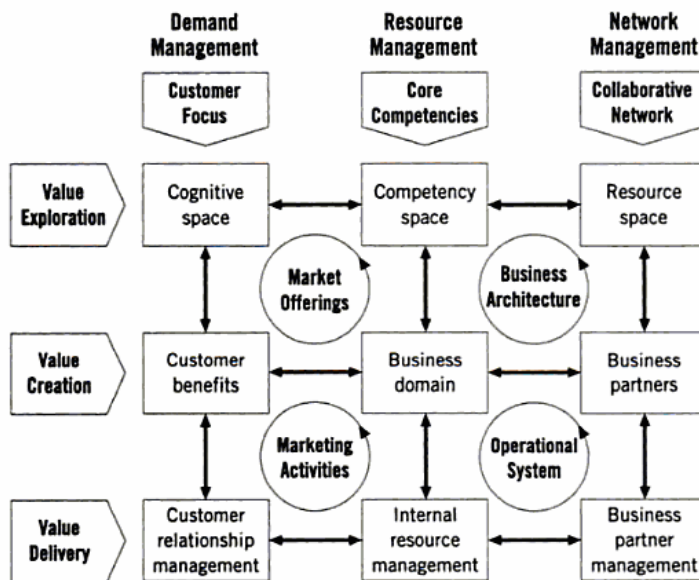 Demand
Management
Resource
Management
Network
Management
Customer
Focus
Core
Competencies
Collaborative
Network
Value
Exploration
Cognitive
space
Competency
space
Resource
space
Market
Offerings
Business
Architecture
Value
Creation
Customer
benefits
Business
domain
Business
partners
Marketing
Activities
Operational
System
Value
Delivery
Customer
relationship
management
Internal
resource
management
Business
partner
management